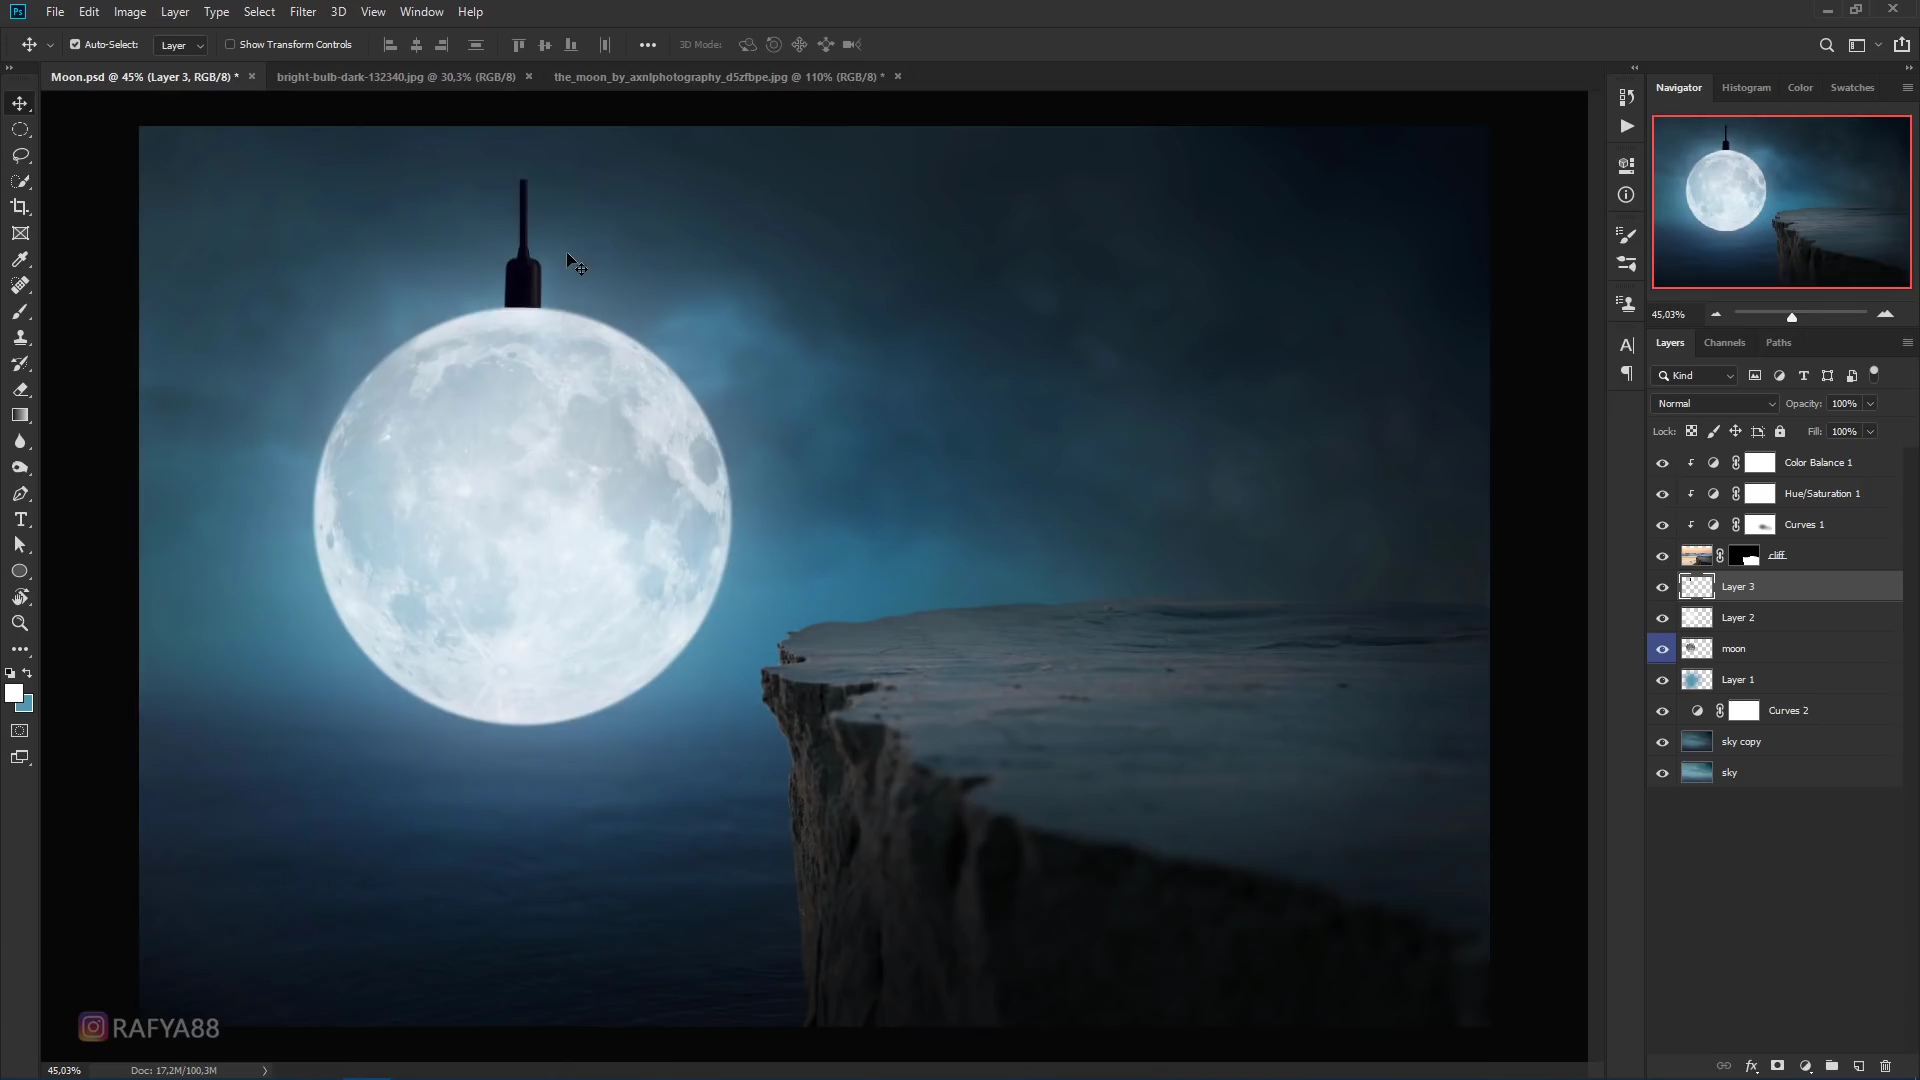 Ps File Edit Image Layer Type Select Filter 3D View Window Help
Auto-Select: Layer Show Transform Controls 3D Mode:
Moon.psd @ 45% (Layer 3, RGB/8) * bright-bulb-dark-132340.jpg @ 30,3% (RGB/8) the_moon_by_axnlphotography_d5zfbpe.jpg @ 110% (RGB/8) *
Navigator Histogram Color Swatches
45,03%
Layers Channels Paths
Kind
Normal Opacity: 100%
Lock: Fill: 100%
Color Balance 1
Hue/Saturation 1
Curves 1
cliff
Layer 3
Layer 2
moon
Layer 1
Curves 2
sky copy
sky
RAFYA88
45,03% Doc: 17,2M/100,3M